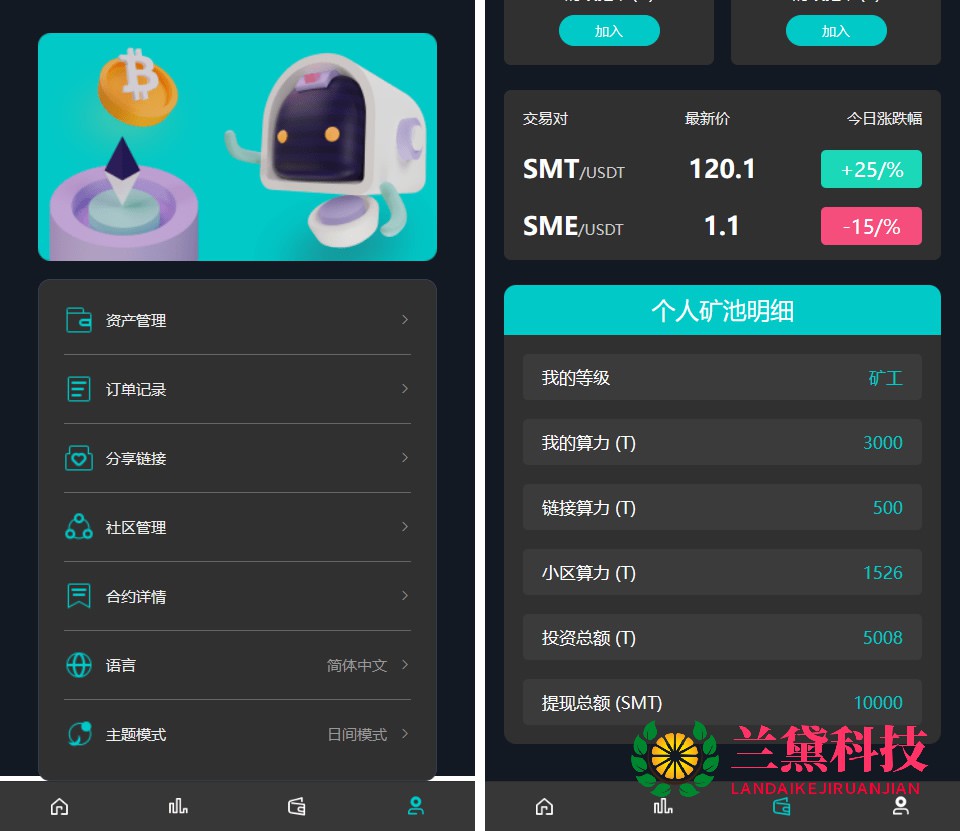 资产管理
订单记录
分享链接
社区管理
合约详情
语言 简体中文
主题模式 日间模式
加入 加入
交易对 最新价 今日涨跌幅
SMT/USDT 120.1 +25/%
SME/USDT 1.1 -15/%
个人矿池明细
我的等级 矿工
我的算力 (T) 3000
链接算力 (T) 500
小区算力 (T) 1526
投资总额 (T) 5008
提现总额 (SMT) 10000
兰黛科技
LANDAIKEJIRUANJIAN